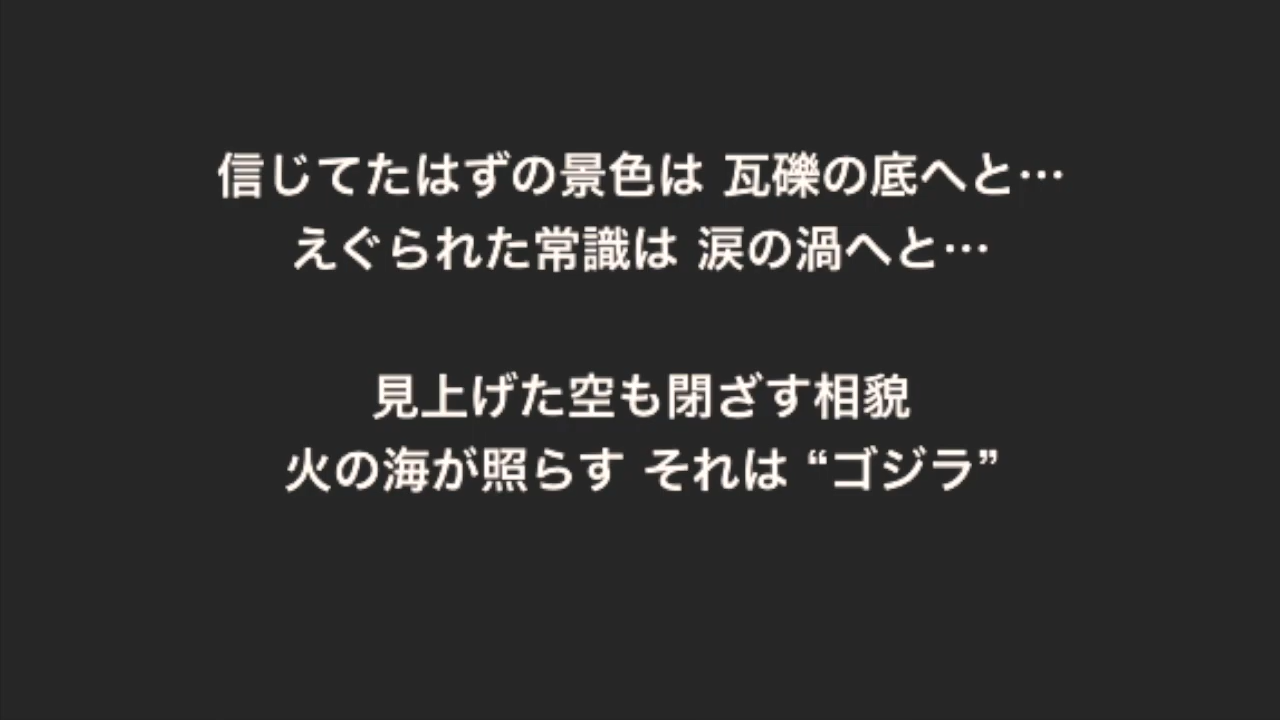 信じてたはずの景色は 瓦礫の底へと…
えぐられた常識は 涙の渦へと…
見上げた空も閉ざす相貌
火の海が照らす それは “ゴジラ”